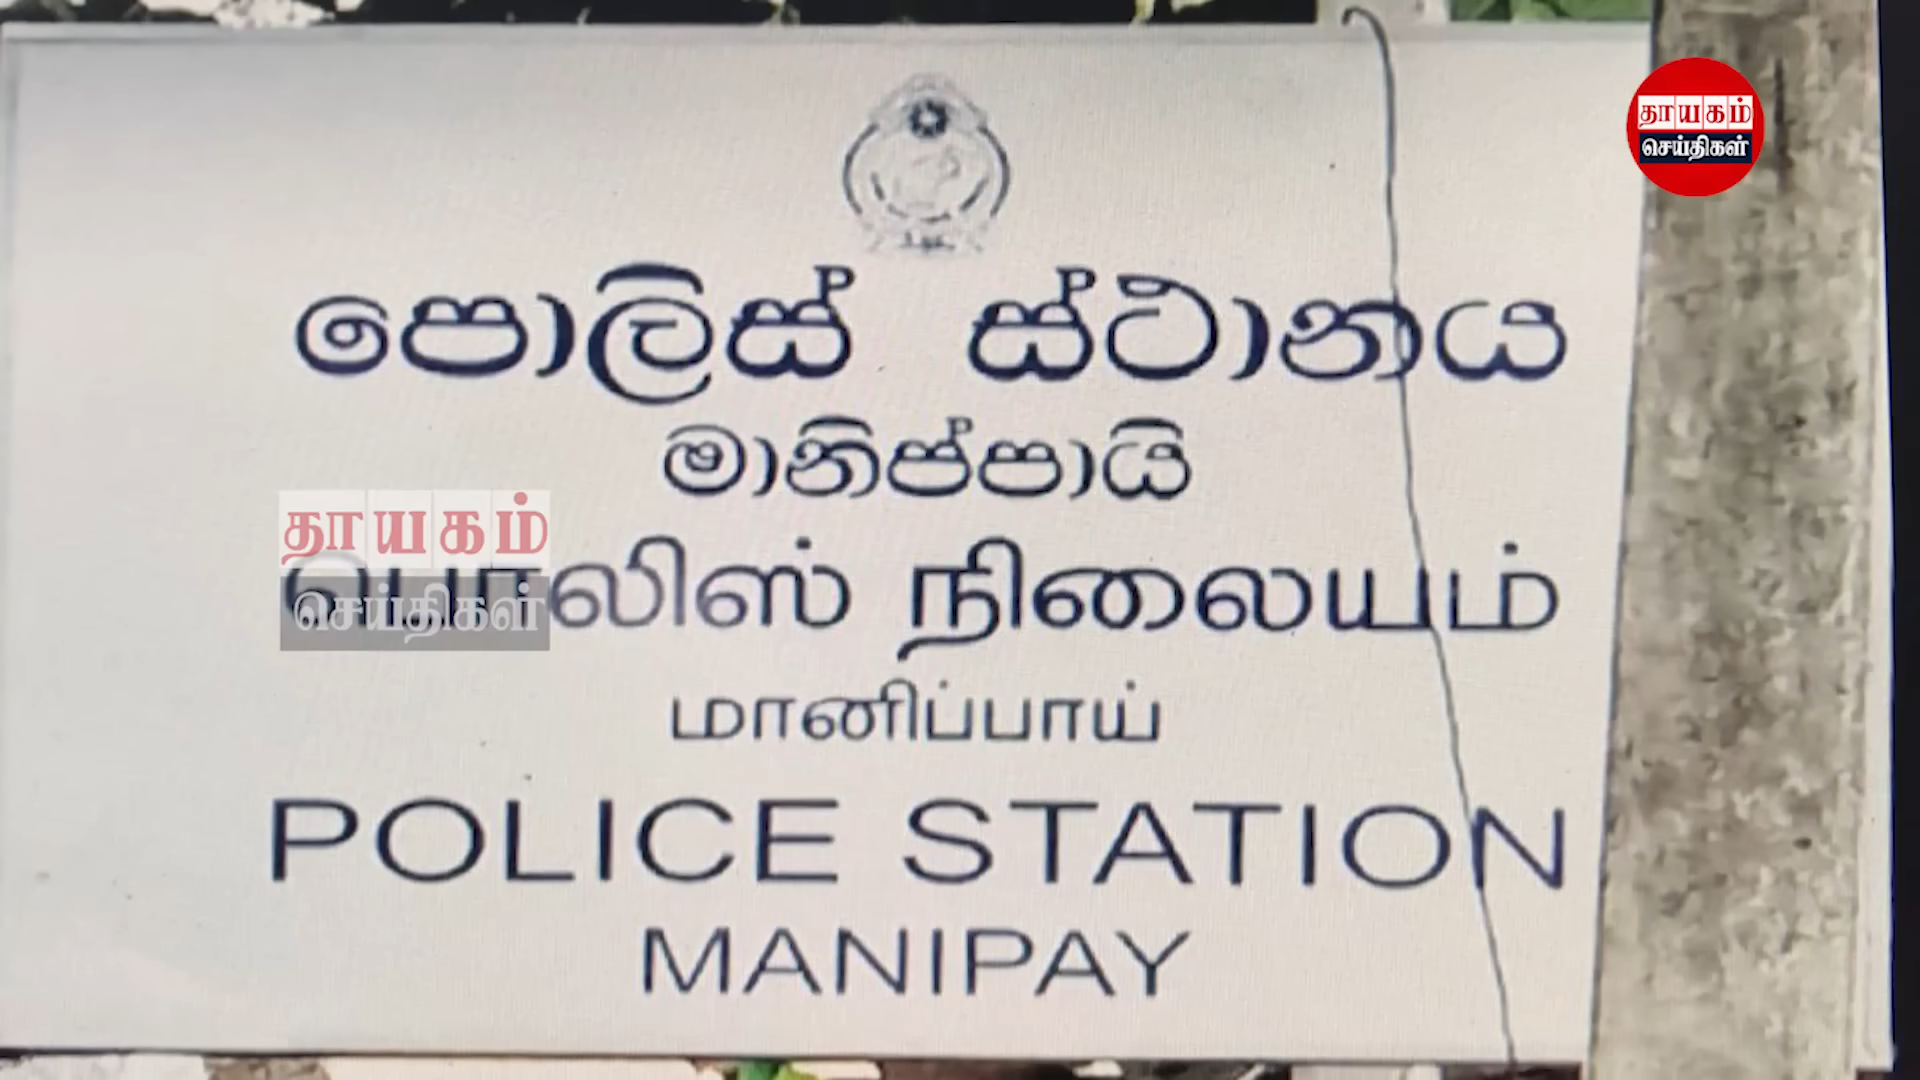 தாயகம்
செய்திகள்
පොලිස් ස්ථානය
මානිප්පායි
தாயகம்
செய்திகள்
பொலிஸ் நிலையம்
மானிப்பாய்
POLICE STATION
MANIPAY